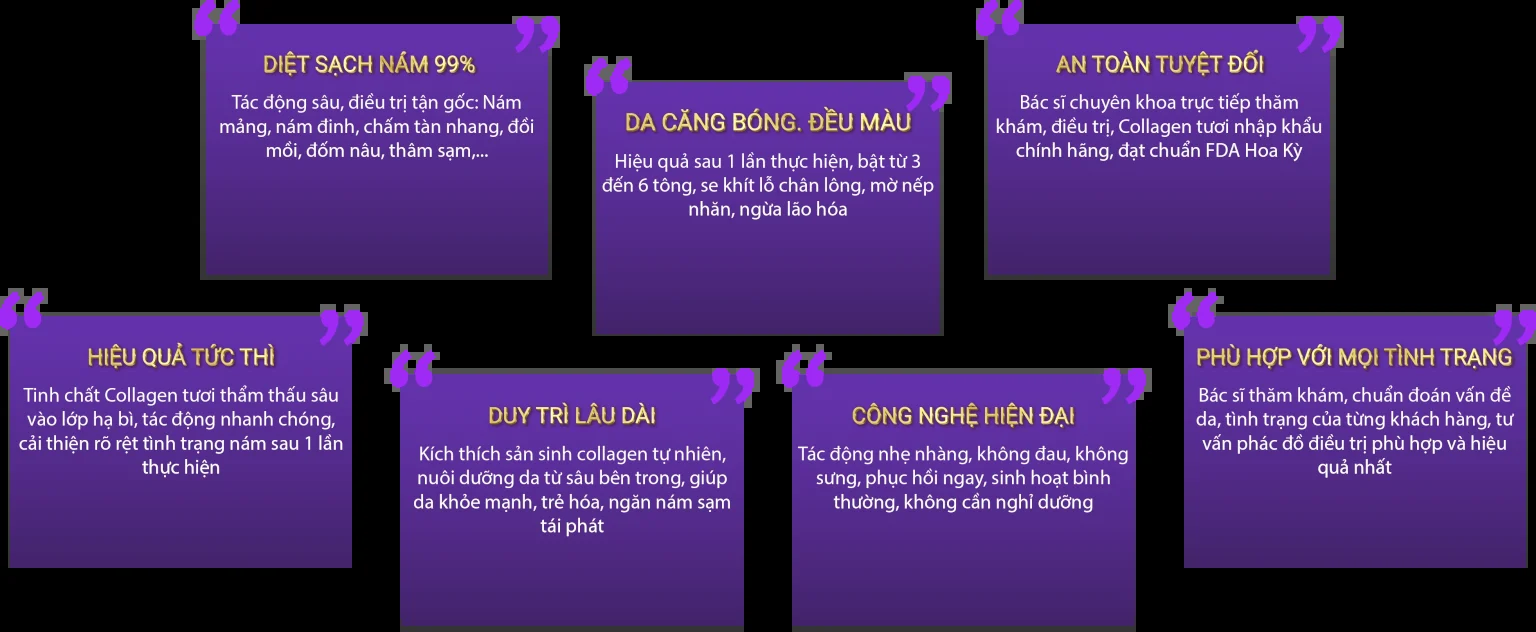 DIỆT SẠCH NÁM 99%
Tác động sâu, điều trị tận gốc: Nám
mảng, nám đinh, chấm tàn nhang, đồi
mồi, đốm nâu, thâm sạm,...
DA CĂNG BÓNG. ĐỀU MÀU
Hiệu quả sau 1 lần thực hiện, bật từ 3
đến 6 tông, se khít lỗ chân lông, mờ nếp
nhăn, ngừa lão hóa
AN TOÀN TUYỆT ĐỐI
Bác sĩ chuyên khoa trực tiếp thăm
khám, điều trị, Collagen tươi nhập khẩu
chính hãng, đạt chuẩn FDA Hoa Kỳ
HIỆU QUẢ TỨC THÌ
Tinh chất Collagen tươi thẩm thấu sâu
vào lớp hạ bì, tác động nhanh chóng,
cải thiện rõ rệt tình trạng nám sau 1 lần
thực hiện
DUY TRÌ LÂU DÀI
Kích thích sản sinh collagen tự nhiên,
nuôi dưỡng da từ sâu bên trong, giúp
da khỏe mạnh, trẻ hóa, ngăn nám sạm
tái phát
CÔNG NGHỆ HIỆN ĐẠI
Tác động nhẹ nhàng, không đau, không
sưng, phục hồi ngay, sinh hoạt bình
thường, không cần nghỉ dưỡng
PHÙ HỢP VỚI MỌI TÌNH TRẠNG
Bác sĩ thăm khám, chuẩn đoán vấn đề
da, tình trạng của từng khách hàng, tư
vấn phác đồ điều trị phù hợp và hiệu
quả nhất